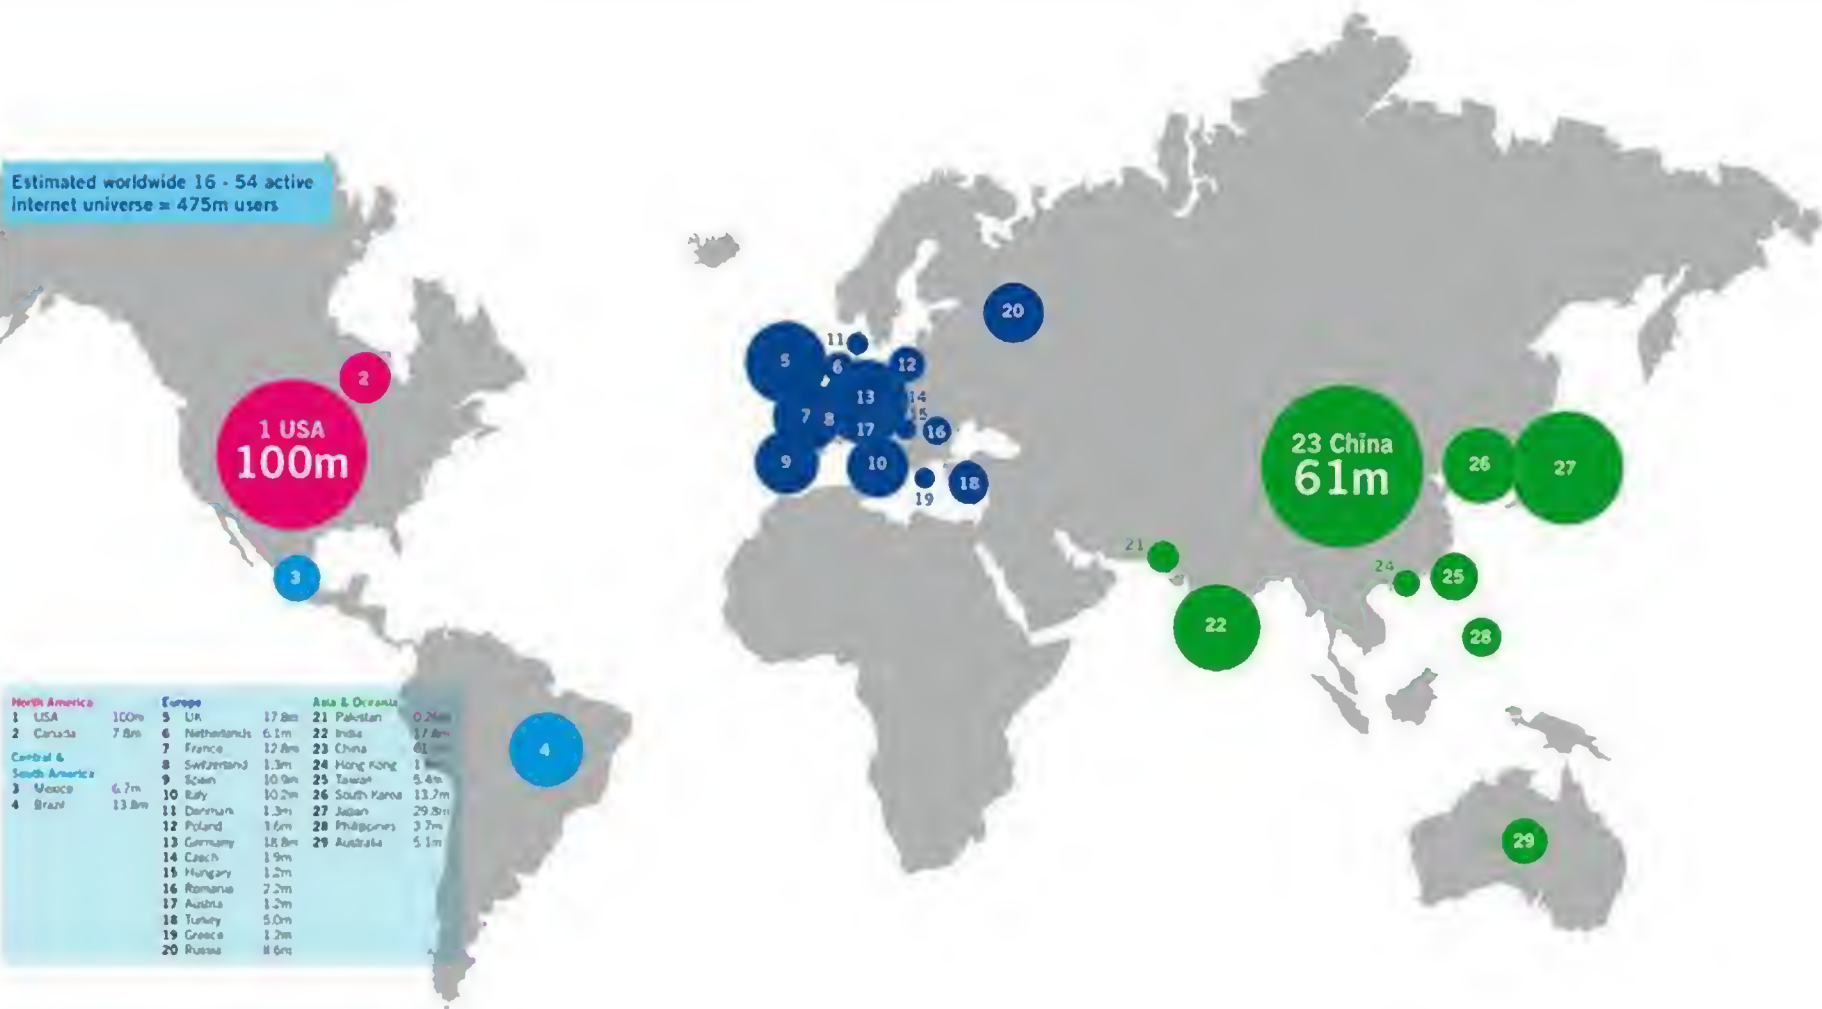 Estimated worldwide 16 - 54 active
internet universe = 475m users
1 USA
100m
2
3
4
5
6
7
8
9
10
11
12
13
14
15
16
17
18
19
20
21
22
23 China
61m
24
25
26
27
28
29
North America
1 USA 100m
2 Canada 7.8m
Central &
South America
3 Mexico 6.7m
4 Brazil 13.8m
Europe
5 UK 17.8m
6 Netherlands 6.1m
7 France 12.8m
8 Switzerland 1.3m
9 Spain 10.9m
10 Italy 10.2m
11 Denmark 1.3m
12 Poland
13 Germany 18.8m
14 Czech 1.9m
15 Hungary 1.2m
16 Romania 2.2m
17 Austria 1.2m
18 Turkey 5.0m
19 Greece 1.2m
20 Russia 8.6m
Asia & Oceania
21 Pakistan
22 India 17.8m
23 China
24 Hong Kong
25 Taiwan 5.4m
26 South Korea 13.7m
27 Japan 29.8m
28 Philippines 3.7m
29 Australia 5.1m